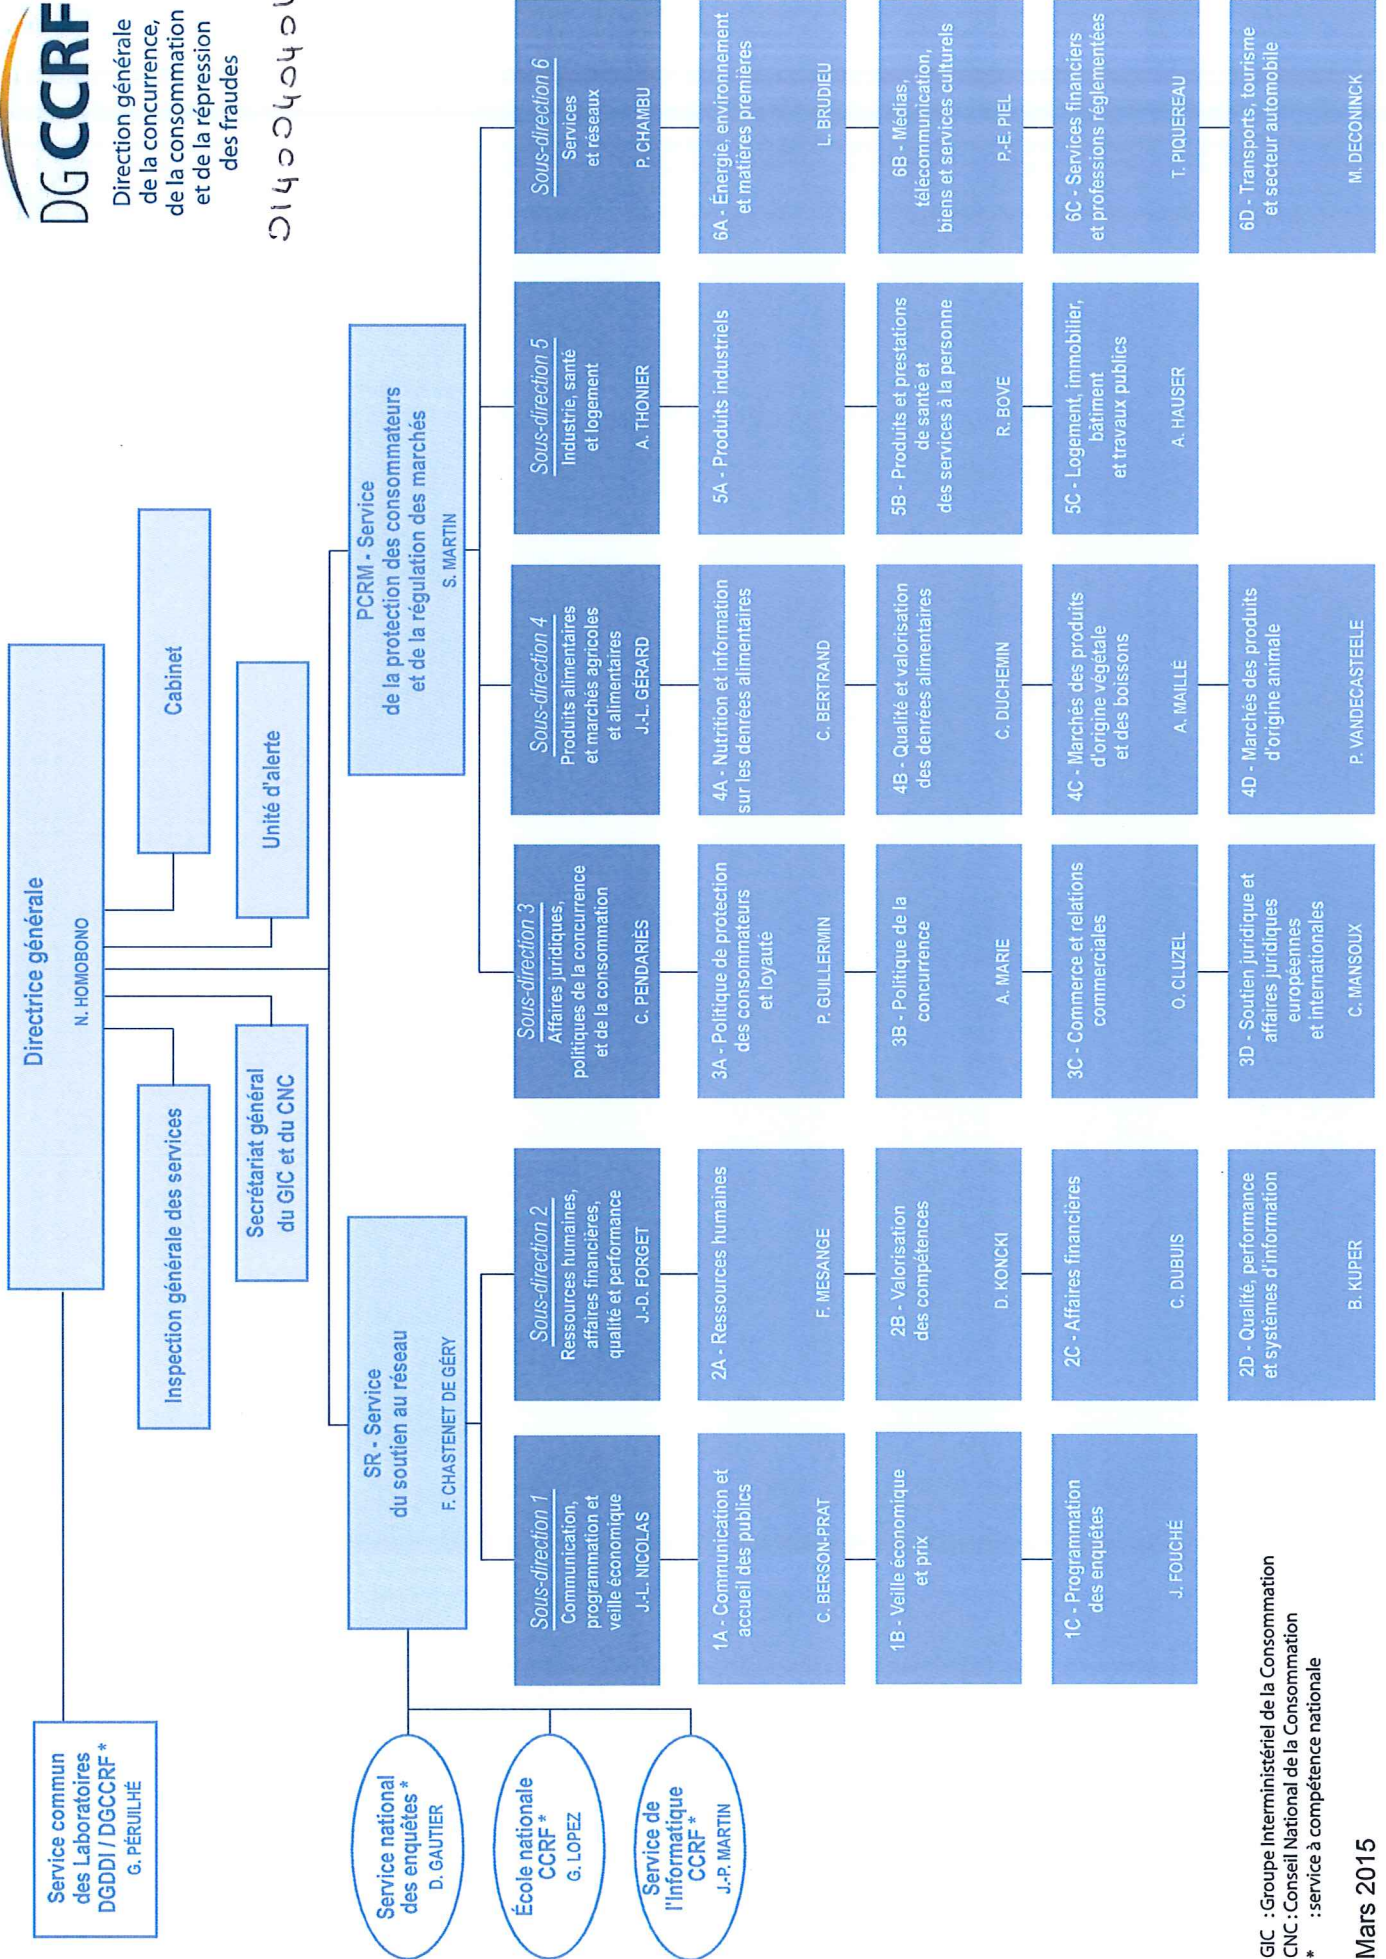 DGCCRF
Direction générale
de la concurrence,
de la consommation
et de la répression
des fraudes
Directrice générale
N. HOMOBONO
Service commun
des Laboratoires
DGDDI / DGCCRF *
G. PÉRUILHÉ
Inspection générale des services
Cabinet
Secrétariat général
du GIC et du CNC
Unité d'alerte
SR - Service
du soutien au réseau
F. CHASTENET DE GÉRY
PCRM - Service
de la protection des consommateurs
et de la régulation des marchés
S. MARTIN
Service national
des enquêtes *
D. GAUTIER
École nationale
CCRF *
G. LOPEZ
Service de
l'Informatique
CCRF *
J.-P. MARTIN
Sous-direction 1
Communication,
programmation et
veille économique
J.-L. NICOLAS
1A - Communication et
accueil des publics
C. BERSON-PRAT
1B - Veille économique
et prix
1C - Programmation
des enquêtes
J. FOUCHÉ
Sous-direction 2
Ressources humaines,
affaires financières,
qualité et performance
J.-D. FORGET
2A - Ressources humaines
F. MESANGE
2B - Valorisation
des compétences
D. KONCKI
2C - Affaires financières
C. DUBUIS
2D - Qualité, performance
et systèmes d'information
B. KUPER
Sous-direction 3
Affaires juridiques,
politiques de la concurrence
et de la consommation
C. PENDARIÈS
3A - Politique de protection
des consommateurs
et loyauté
P. GUILLERMIN
3B - Politique de la
concurrence
A. MARIE
3C - Commerce et relations
commerciales
O. CLUZEL
3D - Soutien juridique et
affaires juridiques
européennes
et internationales
C. MANSOUX
Sous-direction 4
Produits alimentaires
et marchés agricoles
et alimentaires
J.-L. GÉRARD
4A - Nutrition et information
sur les denrées alimentaires
C. BERTRAND
4B - Qualité et valorisation
des denrées alimentaires
C. DUCHEMIN
4C - Marchés des produits
d'origine végétale
et des boissons
A. MAILLÉ
4D - Marchés des produits
d'origine animale
P. VANDECASTEELE
Sous-direction 5
Industrie, santé
et logement
A. THONIER
5A - Produits industriels
5B - Produits et prestations
de santé et
des services à la personne
R. BOVE
5C - Logement, immobilier,
bâtiment
et travaux publics
A. HAUSER
Sous-direction 6
Services
et réseaux
P. CHAMBU
6A - Énergie, environnement
et matières premières
L. BRUDIEU
6B - Médias,
télécommunication,
biens et services culturels
P.-E. PIEL
6C - Services financiers
et professions réglementées
T. PIQUEREAU
6D - Transports, tourisme
et secteur automobile
M. DECONINCK
GIC : Groupe Interministériel de la Consommation
CNC : Conseil National de la Consommation
* : service à compétence nationale
Mars 2015